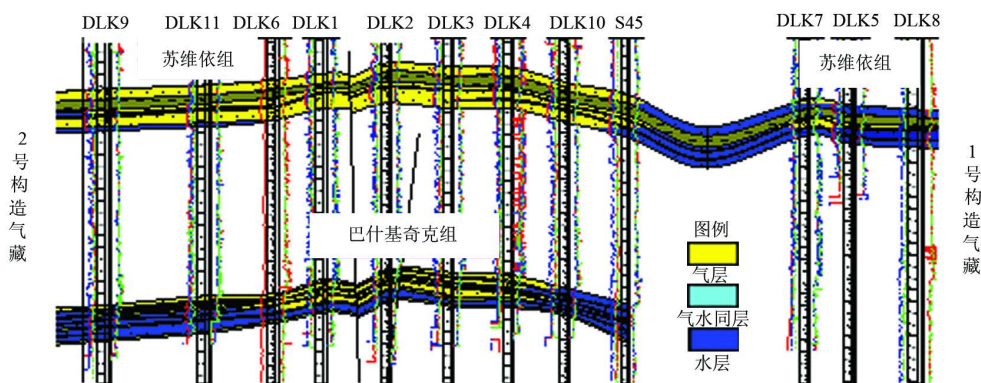 DLK9 DLK11 DLK6 DLK1 DLK2 DLK3 DLK4 DLK10 S45 DLK7 DLK5 DLK8
苏维依组 苏维依组
2号构造气藏
1号构造气藏
巴什基奇克组
图例
气层
气水同层
水层